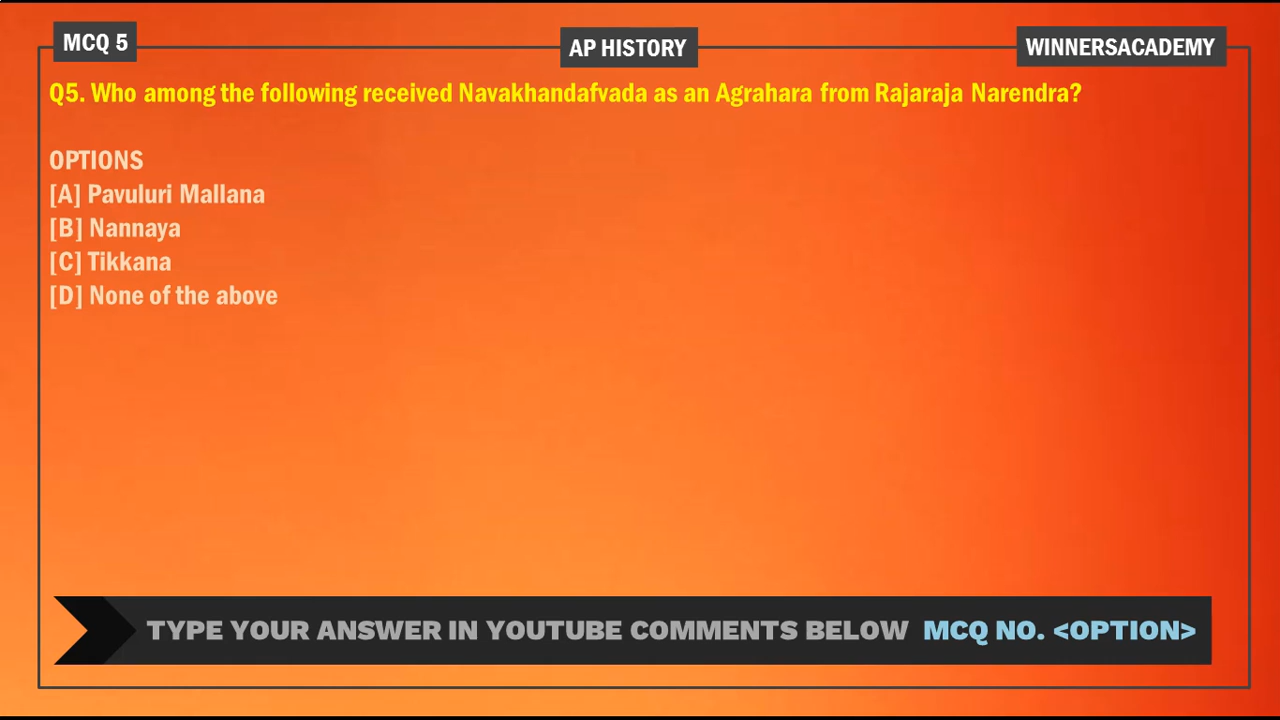 MCQ 5
AP HISTORY
WINNERSACADEMY
Q5. Who among the following received Navakhandafvada as an Agrahara from Rajaraja Narendra?
OPTIONS
[A] Pavuluri Mallana
[B] Nannaya
[C] Tikkana
[D] None of the above
TYPE YOUR ANSWER IN YOUTUBE COMMENTS BELOW MCQ NO. <OPTION>